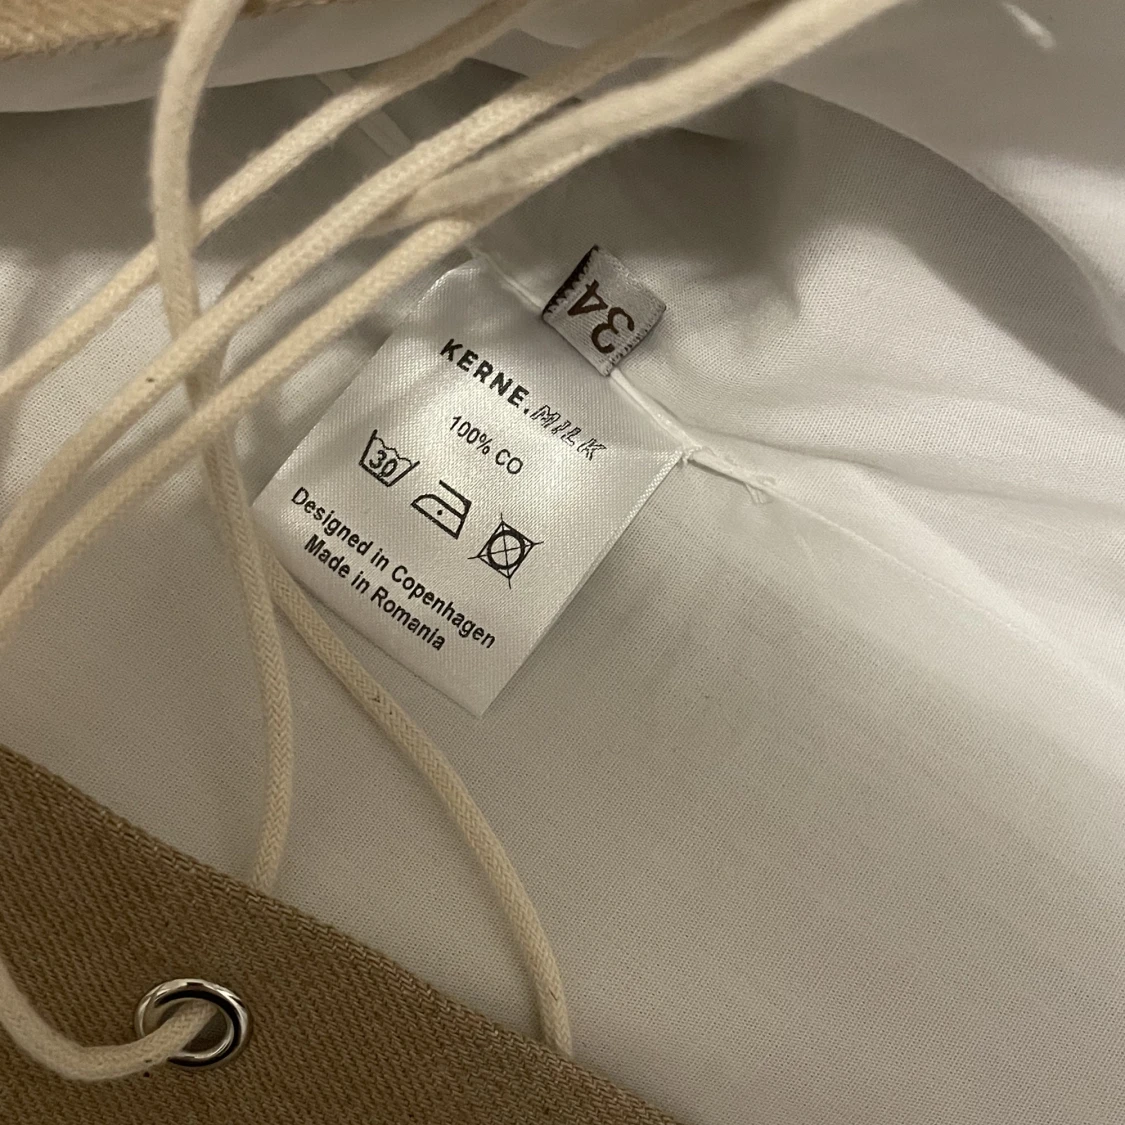 34
KERNE.MILK
100% CO
30
Designed in Copenhagen
Made in Romania